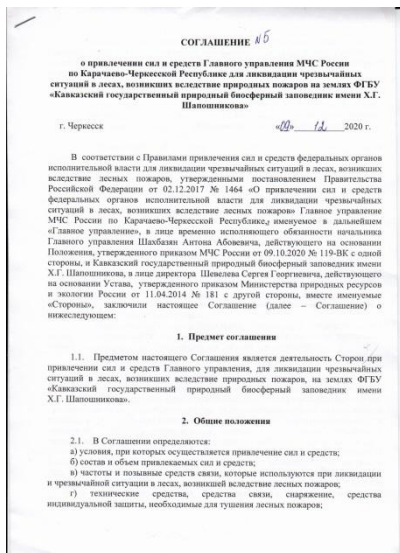 СОГЛАШЕНИЕ №5
о привлечении сил и средств Главного управления МЧС России
по Карачаево-Черкесской Республике для ликвидации чрезвычайных
ситуаций в лесах, возникших вследствие природных пожаров на землях ФГБУ
«Кавказский государственный природный биосферный заповедник имени Х.Г.
Шапошникова»
г. Черкесск «09» 12 2020 г.
В соответствии с Правилами привлечения сил и средств федеральных органов
исполнительной власти для ликвидации чрезвычайных ситуаций в лесах, возникших
вследствие лесных пожаров, утвержденными постановлением Правительства
Российской Федерации от 02.12.2017 № 1464 «О привлечении сил и средств
федеральных органов исполнительной власти для ликвидации чрезвычайных
ситуаций в лесах, возникших вследствие лесных пожаров» Главное управление
МЧС России по Карачаево-Черкесской Республике, именуемое в дальнейшем
«Главное управление», в лице временно исполняющего обязанности начальника
Главного управления Шахбазян Антона Абовевича, действующего на основании
Положения, утвержденного приказом МЧС России от 09.10.2020 № 119-ВК с одной
стороны, и Кавказский государственный природный биосферный заповедник имени
Х.Г. Шапошникова, в лице директора Шевелева Сергея Георгиевича, действующего
на основании Устава, утвержденного приказом Министерства природных ресурсов
и экологии России от 11.04.2014 № 181 с другой стороны, вместе именуемые
«Стороны», заключили настоящее Соглашение (далее – Соглашение) о
нижеследующем:
1. Предмет соглашения
1.1. Предметом настоящего Соглашения является деятельность Сторон при
привлечении сил и средств Главного управления, для ликвидации чрезвычайных
ситуаций в лесах, возникших вследствие природных пожаров, на землях ФГБУ
«Кавказский государственный природный биосферный заповедник имени
Х.Г. Шапошникова».
2. Общие положения
2.1. В Соглашении определяются:
а) условия, при которых осуществляется привлечение сил и средств;
б) состав и объем привлекаемых сил и средств;
в) частоты и позывные средств связи, которые используются при ликвидации
и чрезвычайной ситуации в лесах, возникшей вследствие лесных пожаров;
г) технические средства, средства связи, снаряжение, средства
индивидуальной защиты, необходимые для тушения лесных пожаров;